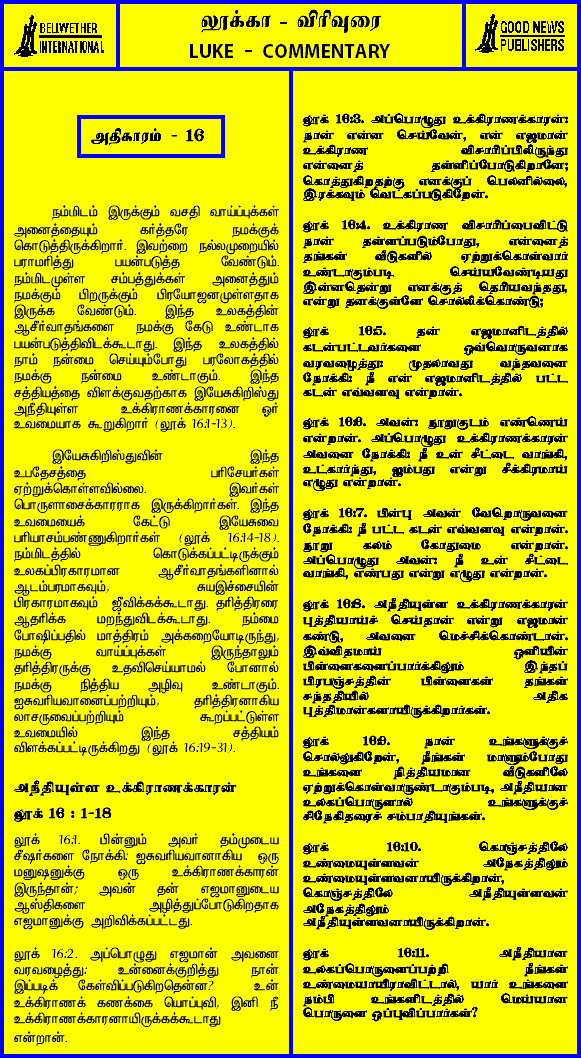 BELWETHER
INTERNATIONAL
லூக்கா - விரிவுரை
LUKE - COMMENTARY
GOOD NEWS
PUBLISHERS
அதிகாரம் - 16
நம்மிடம் இருக்கும் வசதி வாய்ப்புக்கள்
அனைத்தையும் கர்த்தரே நமக்குக்
கொடுத்திருக்கிறார். இவற்றை நல்லமுறையில்
பராமரித்து பயன்படுத்த வேண்டும்.
நம்மிடமுள்ள சம்பத்துக்கள் அனைத்தும்
நமக்கும் பிறருக்கும் பிரயோஜனமுள்ளதாக
இருக்க வேண்டும். இந்த உலகத்தின்
ஆசீர்வாதங்களை நமக்கு கேடு உண்டாக
பயன்படுத்திவிடக்கூடாது. இந்த உலகத்தில்
நாம் நன்மை செய்யும்போது பரலோகத்தில்
நமக்கு நன்மை உண்டாகும். இந்த
சத்தியத்தை விளக்குவதற்காக இயேசுகிறிஸ்து
அநீதியுள்ள உக்கிராணக்காரனை ஓர்
உவமையாக கூறுகிறார் (லூக் 16:1-13).
இயேசுகிறிஸ்துவின் இந்த
உபதேசத்தை பரிசேயர்கள்
ஏற்றுக்கொள்ளவில்லை. இவர்கள்
பொருளாசைக்காரராக இருக்கிறார்கள். இந்த
உவமையைக் கேட்டு இயேசுவை
பரியாசம்பண்ணுகிறார்கள் (லூக் 16:14-18).
நம்மிடத்தில் கொடுக்கப்பட்டிருக்கும்
உலகப்பிரகாரமான ஆசீர்வாதங்களினால்
ஆடம்பரமாகவும், சுயஇச்சையின்
பிரகாரமாகவும் ஜீவிக்கக்கூடாது. தரித்திரரை
ஆதரிக்க மறந்துவிடக்கூடாது. நம்மை
போஷிப்பதில் மாத்திரம் அக்கறையோடிருந்து,
நமக்கு வாய்ப்புக்கள் இருந்தாலும்
தரித்திரருக்கு உதவிசெய்யாமல் போனால்
நமக்கு நித்திய அழிவு உண்டாகும்.
ஐசுவரியவானைப்பற்றியும், தரித்திரனாகிய
லாசருவைப்பற்றியும் கூறப்பட்டுள்ள
உவமையில் இந்த சத்தியம்
விளக்கப்பட்டிருக்கிறது (லூக் 16:19-31).
அநீதியுள்ள உக்கிராணக்காரன்
லூக் 16 : 1-18
லூக் 16:1. பின்னும் அவர் தம்முடைய
சீஷர்களை நோக்கி: ஐசுவரியவானாகிய ஒரு
மனுஷனுக்கு ஒரு உக்கிராணக்காரன்
இருந்தான்; அவன் தன் எஜமானுடைய
ஆஸ்திகளை அழித்துப்போடுகிறதாக
எஜமானுக்கு அறிவிக்கப்பட்டது.
லூக் 16:2. அப்பொழுது எஜமான் அவனை
வரவழைத்து: உன்னைக்குறித்து நான்
இப்படிக் கேள்விப்படுகிறதென்ன? உன்
உக்கிராணக் கணக்கை யொப்புவி, இனி நீ
உக்கிராணக்காரனாயிருக்கக்கூடாது
என்றான்.
லூக் 16:3. அப்பொழுது உக்கிராணக்காரன்:
நான் என்ன செய்வேன், என் எஜமான்
உக்கிராண விசாரிப்பிலிருந்து
என்னைத் தள்ளிப்போடுகிறானே;
கொத்துகிறதற்கு எனக்குப் பெலனில்லை,
இரக்கவும் வெட்கப்படுகிறேன்.
லூக் 16:4. உக்கிராண விசாரிப்பைவிட்டு
நான் தள்ளப்படும்போது, என்னைத்
தங்கள் வீடுகளில் ஏற்றுக்கொள்வார்
உண்டாகும்படி செய்யவேண்டியது
இன்னதென்று எனக்குத் தெரியவந்தது,
என்று தனக்குள்ளே சொல்லிக்கொண்டு;
லூக் 16:5. தன் எஜமானிடத்தில்
கடன்பட்டவர்களை ஒவ்வொருவனாக
வரவழைத்து: முதலாவது வந்தவனை
நோக்கி: நீ என் எஜமானிடத்தில் பட்ட
கடன் எவ்வளவு என்றான்.
லூக் 16:6. அவன்: நூறுகுடம் எண்ணெய்
என்றான். அப்பொழுது உக்கிராணக்காரன்
அவனை நோக்கி: நீ உன் சீட்டை வாங்கி,
உட்கார்ந்து, ஐம்பது என்று சீக்கிரமாய்
எழுது என்றான்.
லூக் 16:7. பின்பு அவன் வேறொருவனை
நோக்கி: நீ பட்ட கடன் எவ்வளவு என்றான்.
நூறு கலம் கோதுமை என்றான்.
அப்பொழுது அவன்: நீ உன் சீட்டை
வாங்கி, எண்பது என்று எழுது என்றான்.
லூக் 16:8. அநீதியுள்ள உக்கிராணக்காரன்
புத்தியாய்ச் செய்தான் என்று எஜமான்
கண்டு, அவனை மெச்சிக்கொண்டான்.
இவ்விதமாய் ஒளியின்
பிள்ளைகளைப்பார்க்கிலும் இந்தப்
பிரபஞ்சத்தின் பிள்ளைகள் தங்கள்
சந்ததியில் அதிக
புத்திமான்களாயிருக்கிறார்கள்.
லூக் 16:9. நான் உங்களுக்குச்
சொல்லுகிறேன், நீங்கள் மாளும்போது
உங்களை நித்தியமான வீடுகளிலே
ஏற்றுக்கொள்வாருண்டாகும்படி, அநீதியான
உலகப்பொருளால் உங்களுக்குச்
சிநேகிதரைச் சம்பாதியுங்கள்.
லூக் 16:10. கொஞ்சத்திலே
உண்மையுள்ளவன் அநேகத்திலும்
உண்மையுள்ளவனாயிருக்கிறான்,
கொஞ்சத்திலே அநீதியுள்ளவன்
அநேகத்திலும்
அநீதியுள்ளவனாயிருக்கிறான்.
லூக் 16:11. அநீதியான
உலகப்பொருளைப்பற்றி நீங்கள்
உண்மையாயிராவிட்டால், யார் உங்களை
நம்பி உங்களிடத்தில் மெய்யான
பொருளை ஒப்புவிப்பார்கள்?